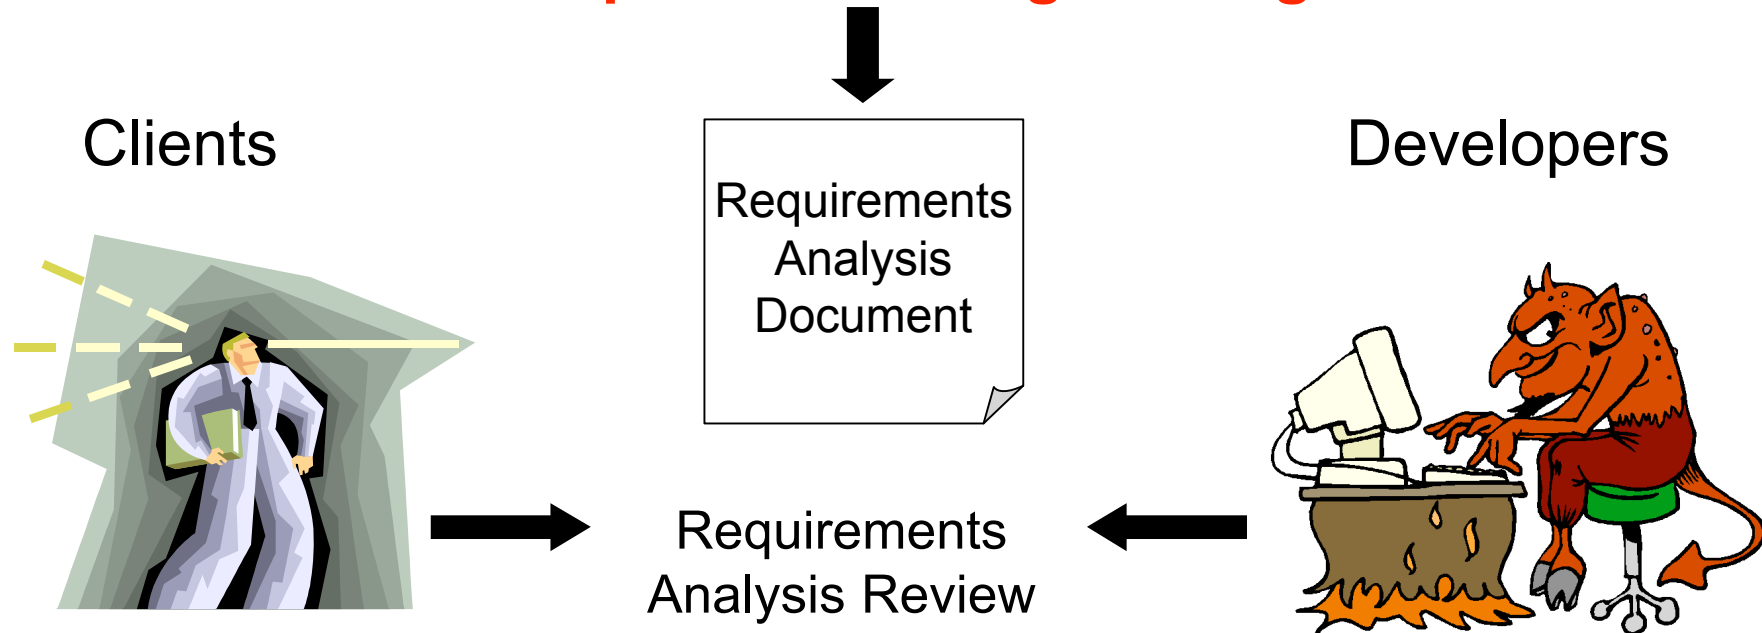 Clients
Developers
Requirements
Analysis
Document
Requirements
Analysis Review